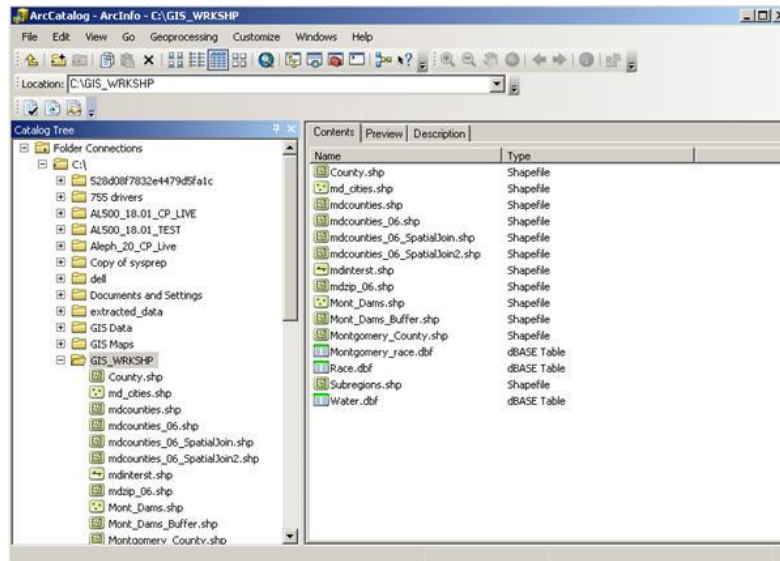 ArcCatalog - ArcInfo - C:\GIS_WRKSHP
File Edit View Go Geoprocessing Customize Windows Help
Location: C:\GIS_WRKSHP
Catalog Tree
Folder Connections
C:\
528d08f7832e4479d5fa1c
755 drivers
AL500_18.01_CP_LIVE
AL500_18.01_TEST
Aleph_20_CP_Live
Copy of sysprep
dell
Documents and Settings
extracted_data
GIS Data
GIS Maps
GIS_WRKSHP
County.shp
md_cities.shp
mdcounties.shp
mdcounties_06.shp
mdcounties_06_SpatialJoin.shp
mdcounties_06_SpatialJoin2.shp
mdinterst.shp
mdzip_06.shp
Mont_Dams.shp
Mont_Dams_Buffer.shp
Montgomery_County.shp
Contents Preview Description
Name Type
County.shp Shapefile
md_cities.shp Shapefile
mdcounties.shp Shapefile
mdcounties_06.shp Shapefile
mdcounties_06_SpatialJoin.shp Shapefile
mdcounties_06_SpatialJoin2.shp Shapefile
mdinterst.shp Shapefile
mdzip_06.shp Shapefile
Mont_Dams.shp Shapefile
Mont_Dams_Buffer.shp Shapefile
Montgomery_County.shp Shapefile
Montgomery_race.dbf dBASE Table
Race.dbf dBASE Table
Subregions.shp Shapefile
Water.dbf dBASE Table